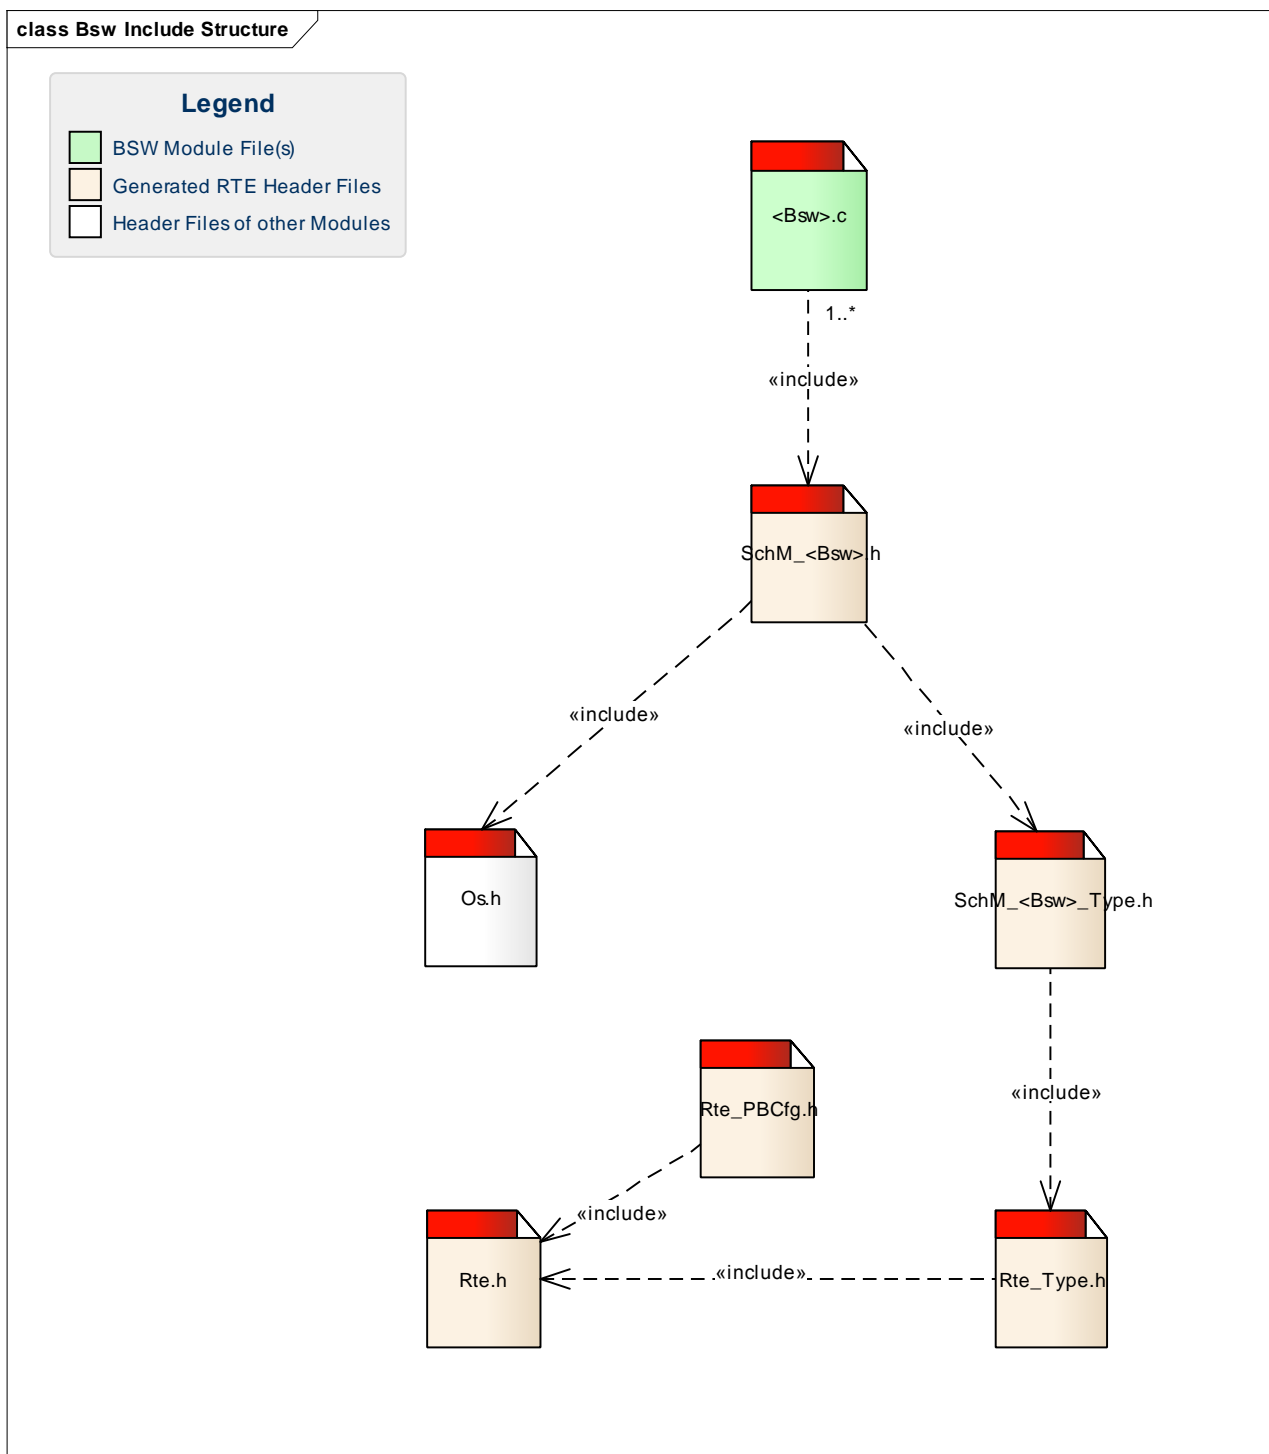 class Bsw Include Structure
Legend
BSW Module File(s)
Generated RTE Header Files
Header Files of other Modules
<Bsw>.c
1..*
«include»
SchM_<Bsw>.h
«include»
«include»
Os.h
SchM_<Bsw>_Type.h
«include»
Rte_PBCfg.h
«include»
«include»
Rte.h
Rte_Type.h